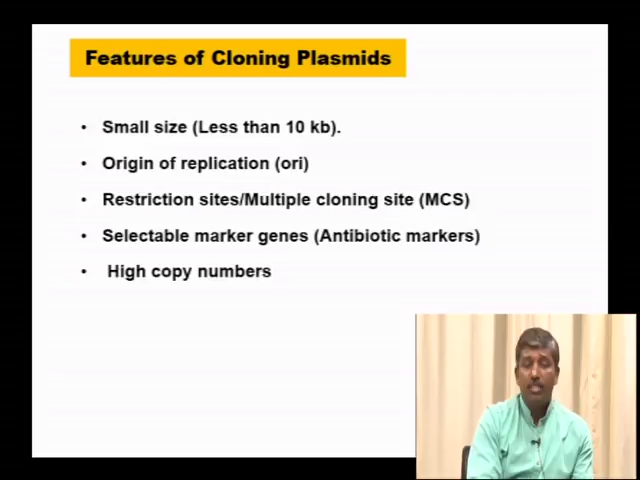 Features of Cloning Plasmids
• Small size (Less than 10 kb).
• Origin of replication (ori)
• Restriction sites/Multiple cloning site (MCS)
• Selectable marker genes (Antibiotic markers)
• High copy numbers